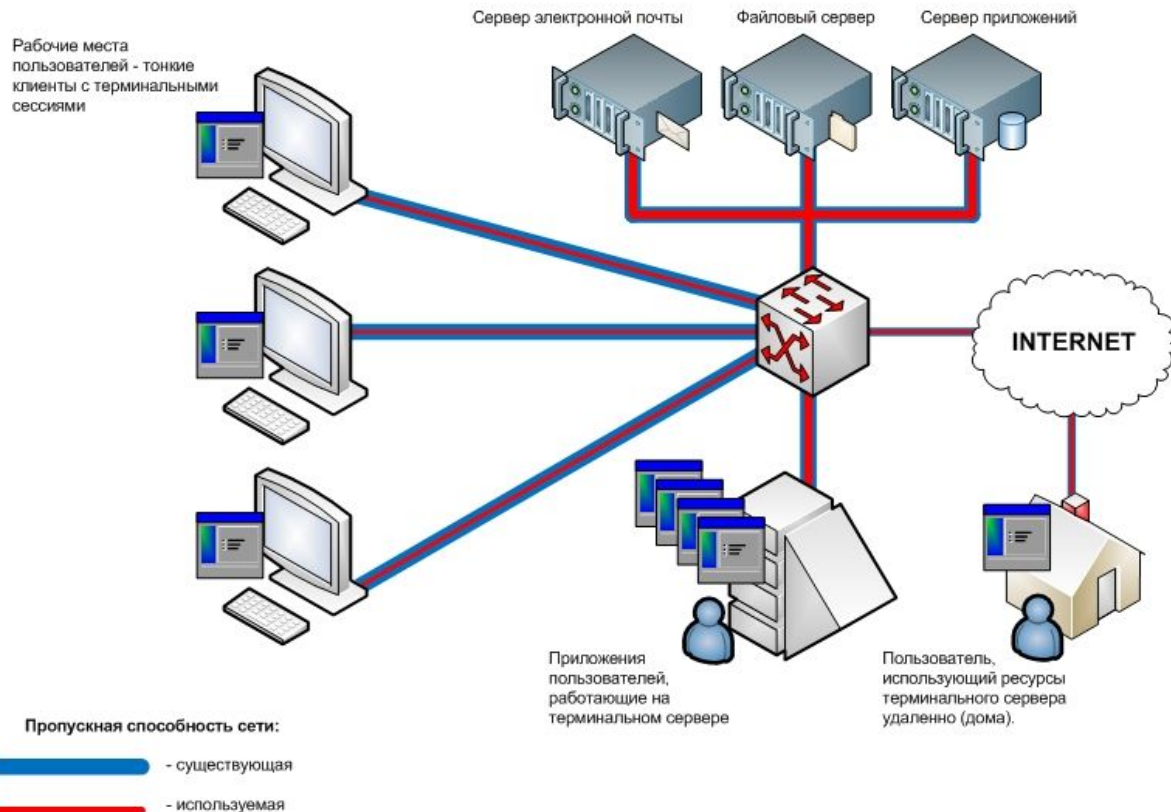 Сервер электронной почты
Файловый сервер
Сервер приложений
Рабочие места
пользователей - тонкие
клиенты с терминальными
сессиями
INTERNET
Приложения
пользователей,
работающие на
терминальном сервере
Пользователь,
использующий ресурсы
терминального сервера
удаленно (дома).
Пропускная способность сети:
- существующая
- используемая